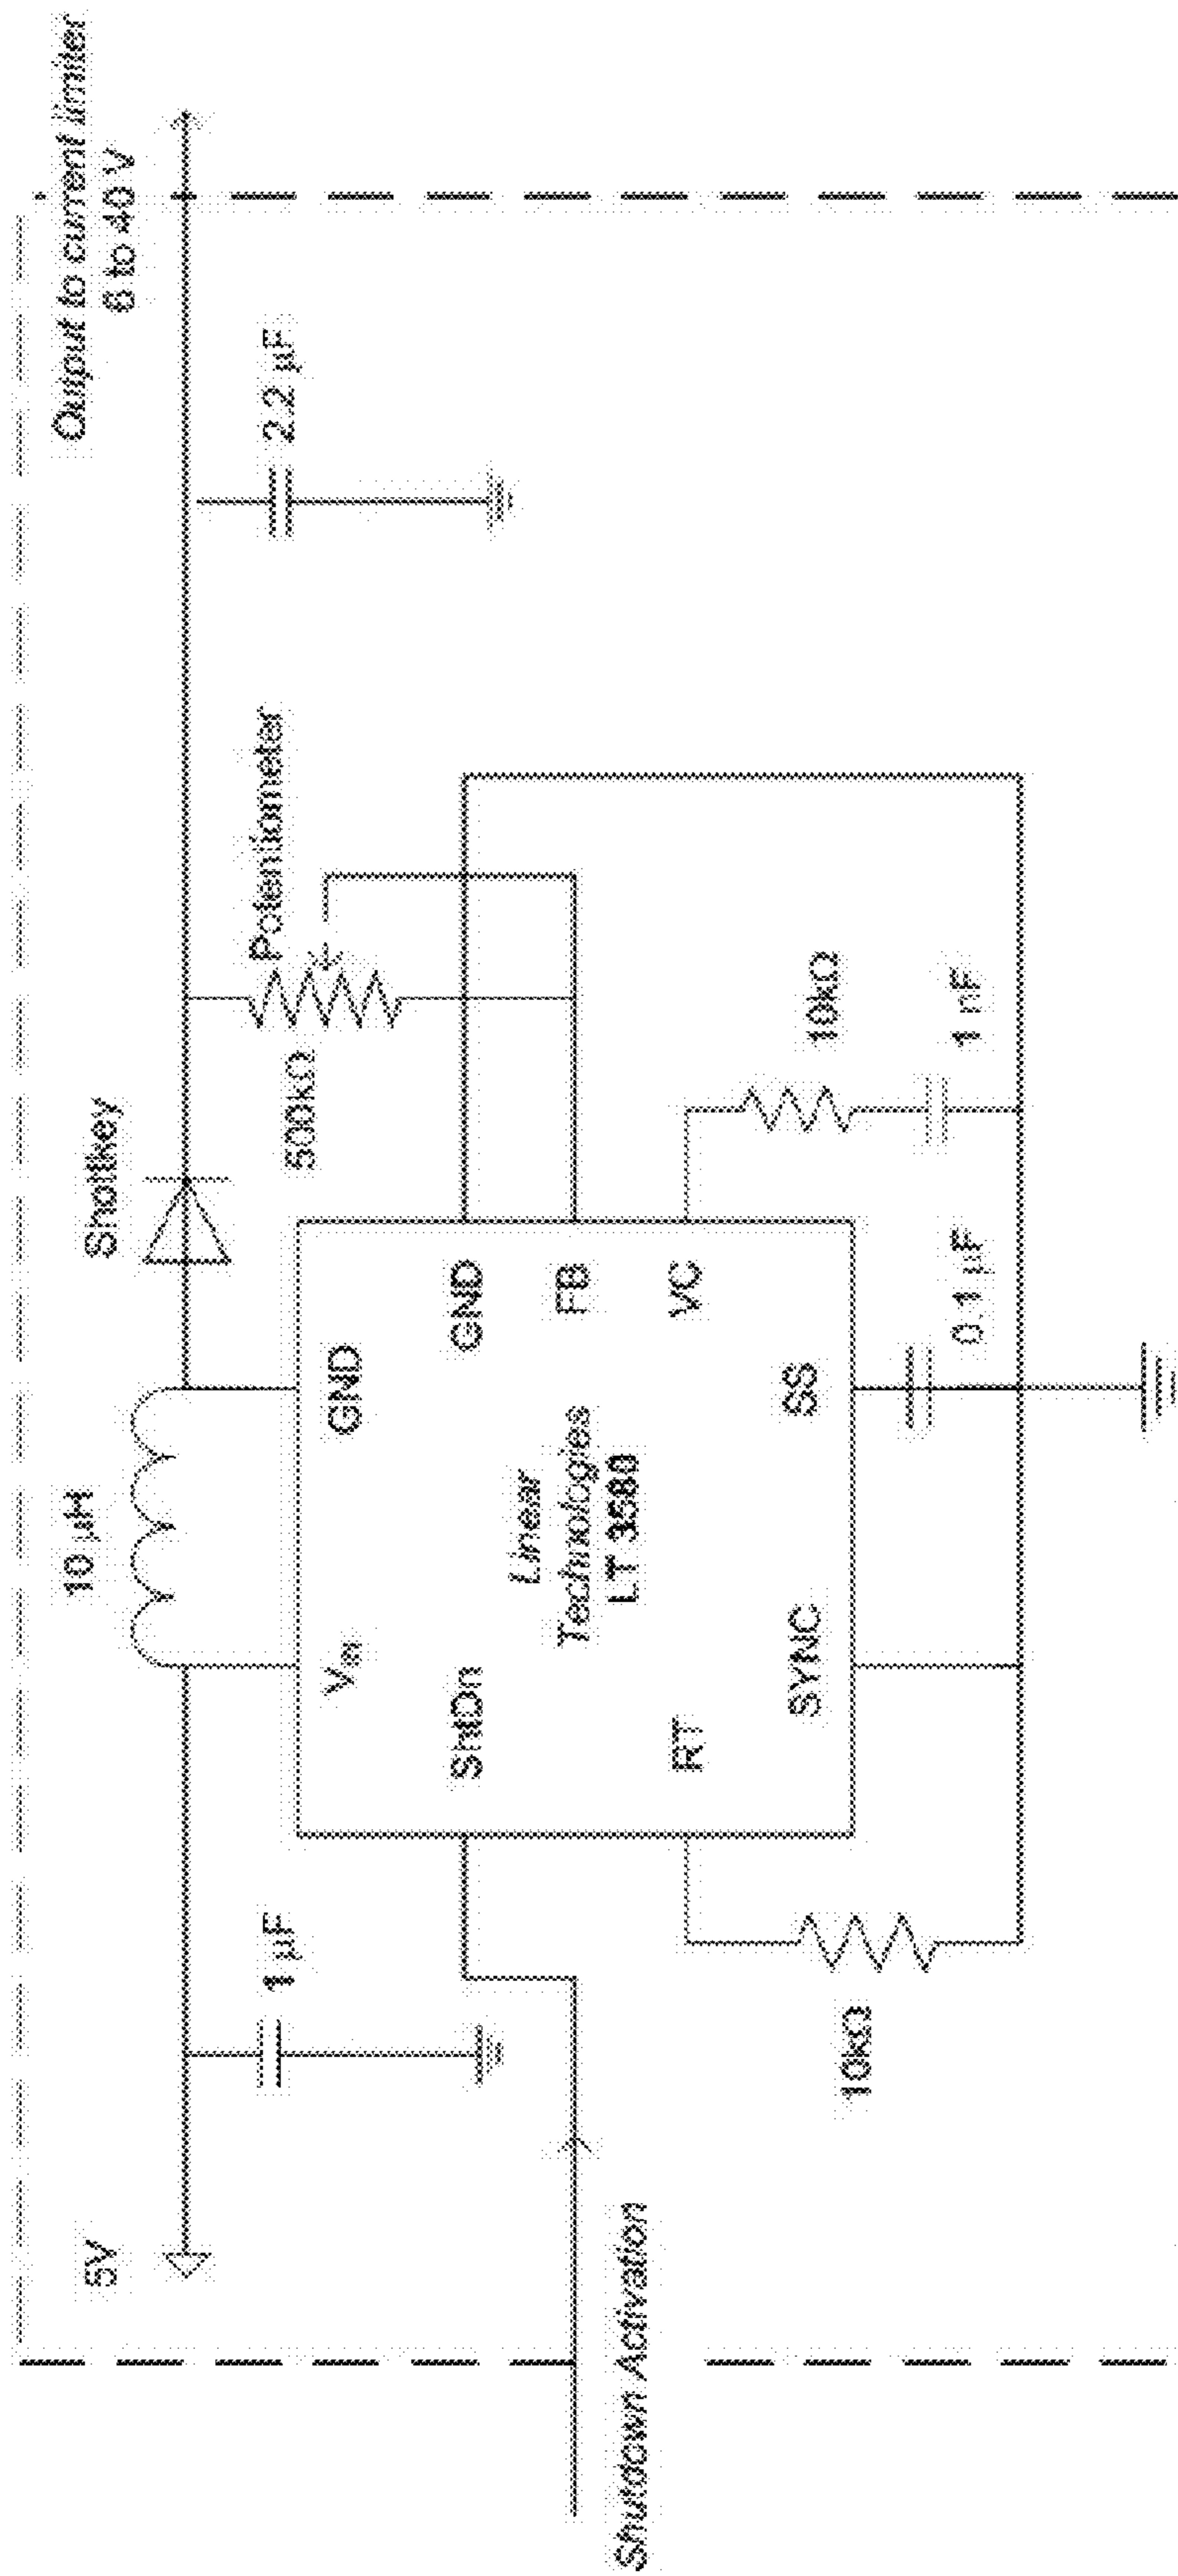 5V
10 µH
Shottkey
Output to current limiter
6 to 40 V
1 µF
500kΩ
Potentiometer
2.2 µF
Vin
GND
ShtDn
GND
Linear
Technologies
LT 3580
FB
RT
VC
SYNC
SS
10kΩ
10kΩ
0.1 µF
1 nF
Shutdown Activation